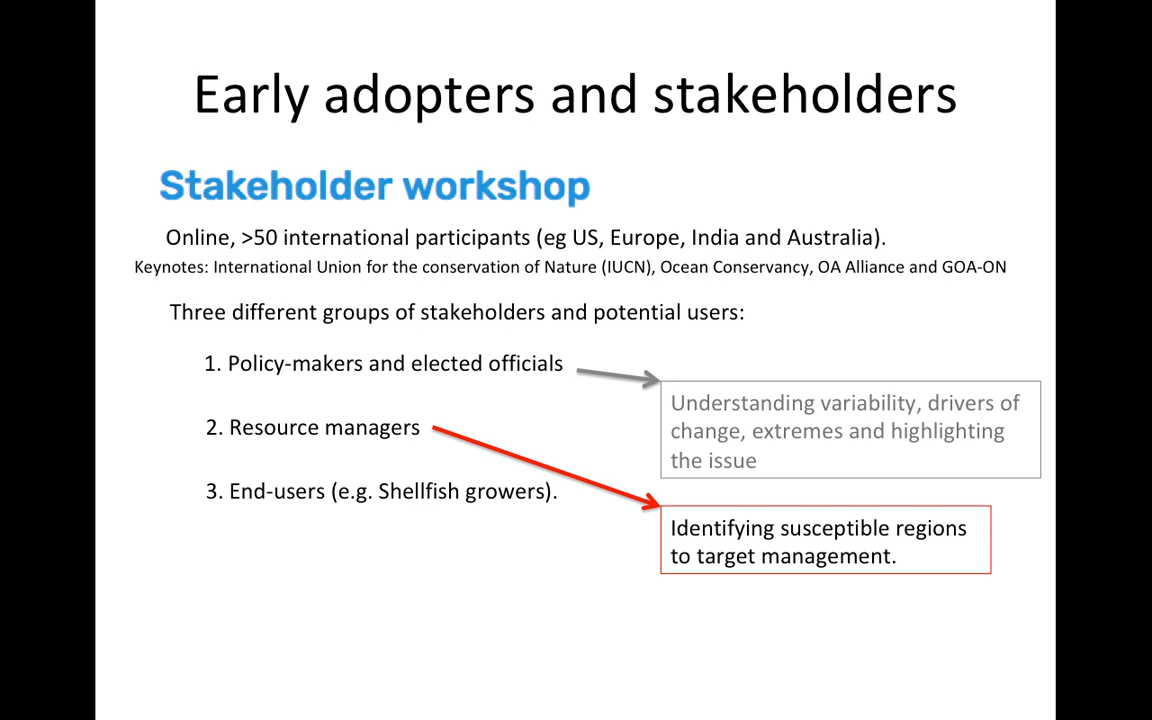 Early adopters and stakeholders
Stakeholder workshop
Online, >50 international participants (eg US, Europe, India and Australia).
Keynotes: International Union for the conservation of Nature (IUCN), Ocean Conservancy, OA Alliance and GOA-ON
Three different groups of stakeholders and potential users:
1. Policy-makers and elected officials
Understanding variability, drivers of
change, extremes and highlighting
the issue
2. Resource managers
3. End-users (e.g. Shellfish growers).
Identifying susceptible regions
to target management.